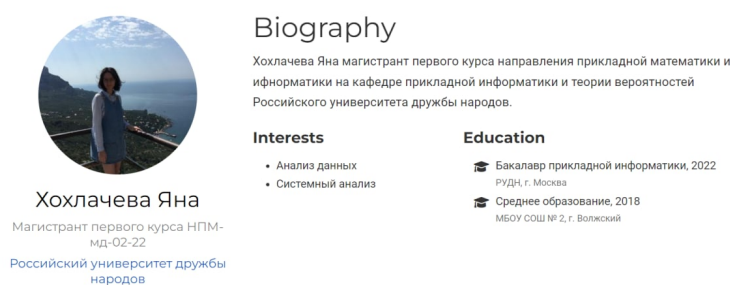 Biography
Хохлачева Яна магистрант первого курса направления прикладной математики и
ифнорматики на кафедре прикладной информатики и теории вероятностей
Российского университета дружбы народов.
Interests
Анализ данных
Системный анализ
Education
Бакалавр прикладной информатики, 2022
РУДН, г. Москва
Среднее образование, 2018
МБОУ СОШ № 2, г. Волжский
Хохлачева Яна
Магистрант первого курса НПМ-
мд-02-22
Российский университет дружбы
народов